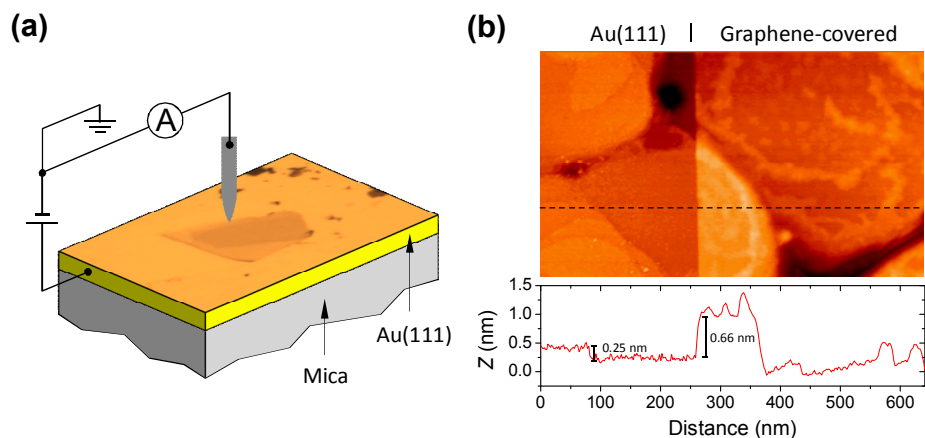 (a)
A
Au(111)
Mica
(b)
Au(111) | Graphene-covered
Z (nm)
1.5
1.0
0.5
0.0
0.25 nm
0.66 nm
0 100 200 300 400 500 600
Distance (nm)